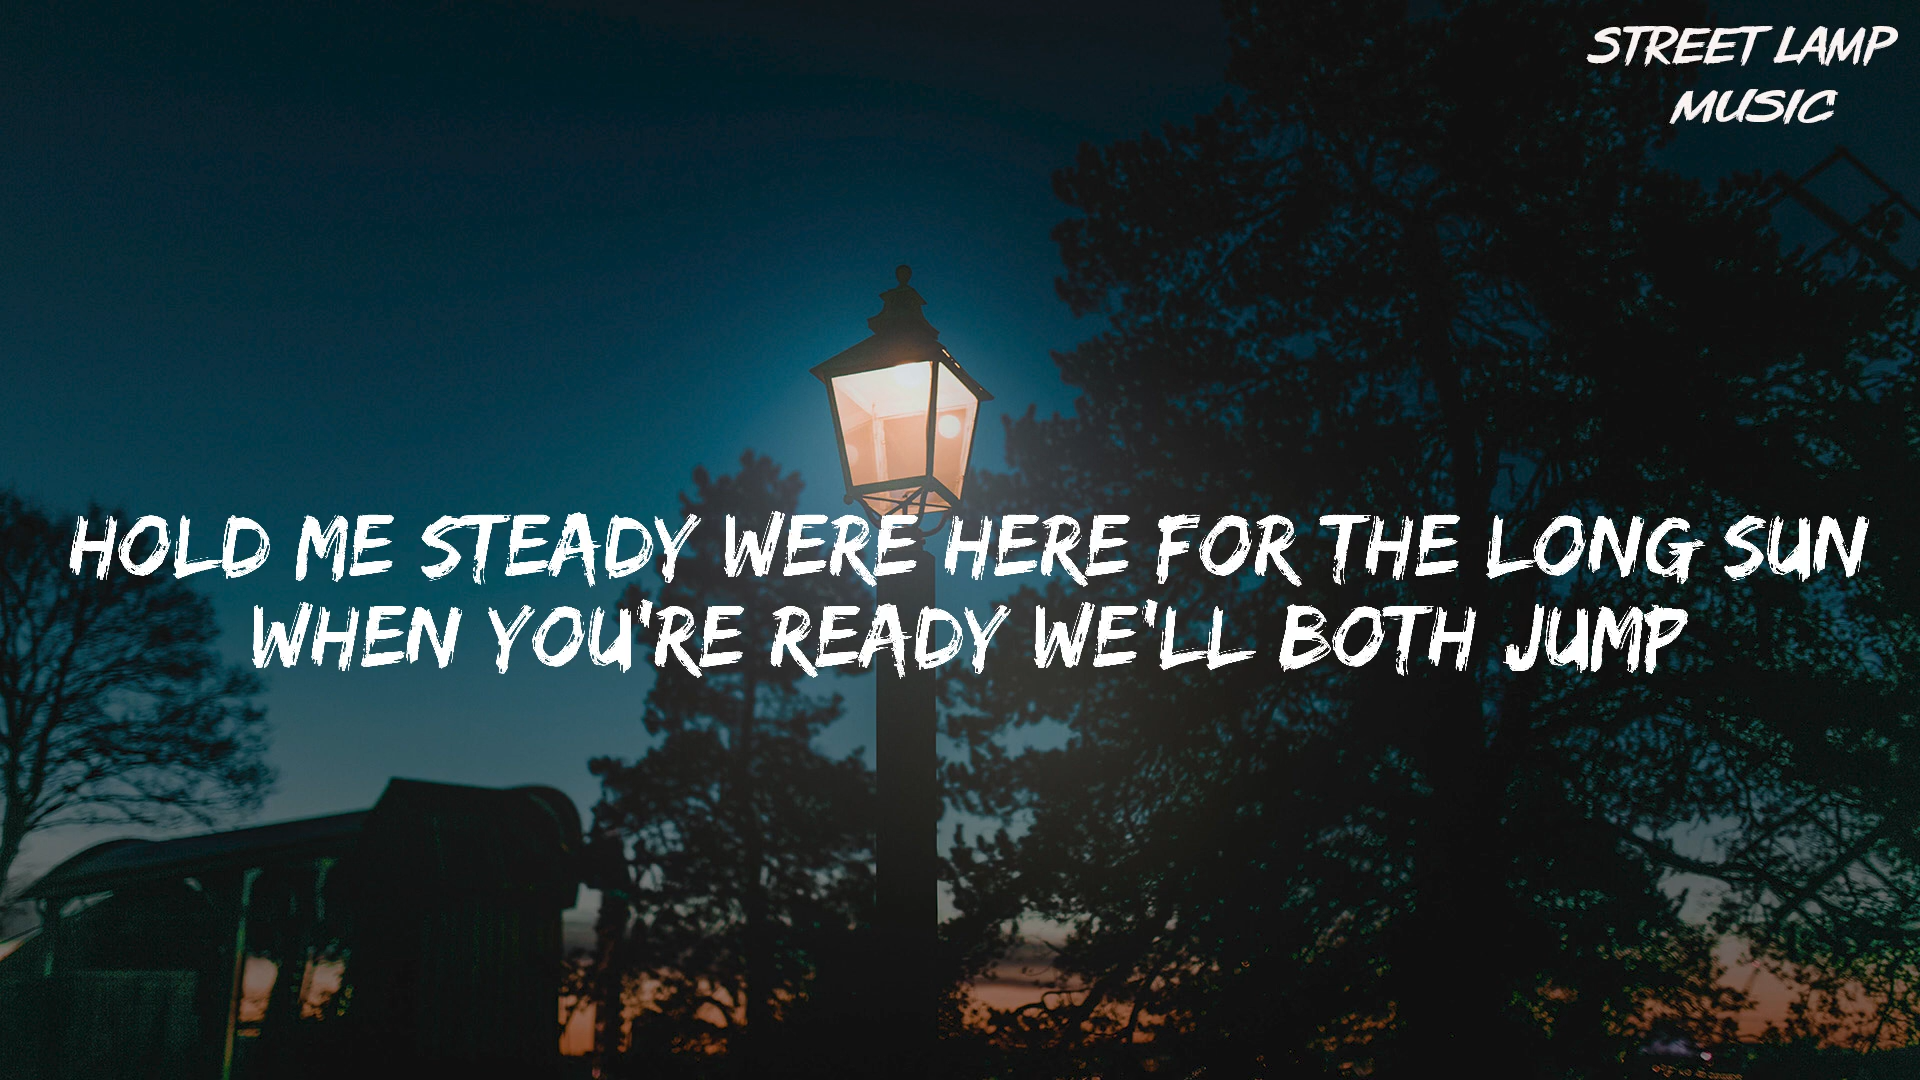 STREET LAMP
MUSIC
HOLD ME STEADY WERE HERE FOR THE LONG SUN
WHEN YOU'RE READY WE'LL BOTH JUMP